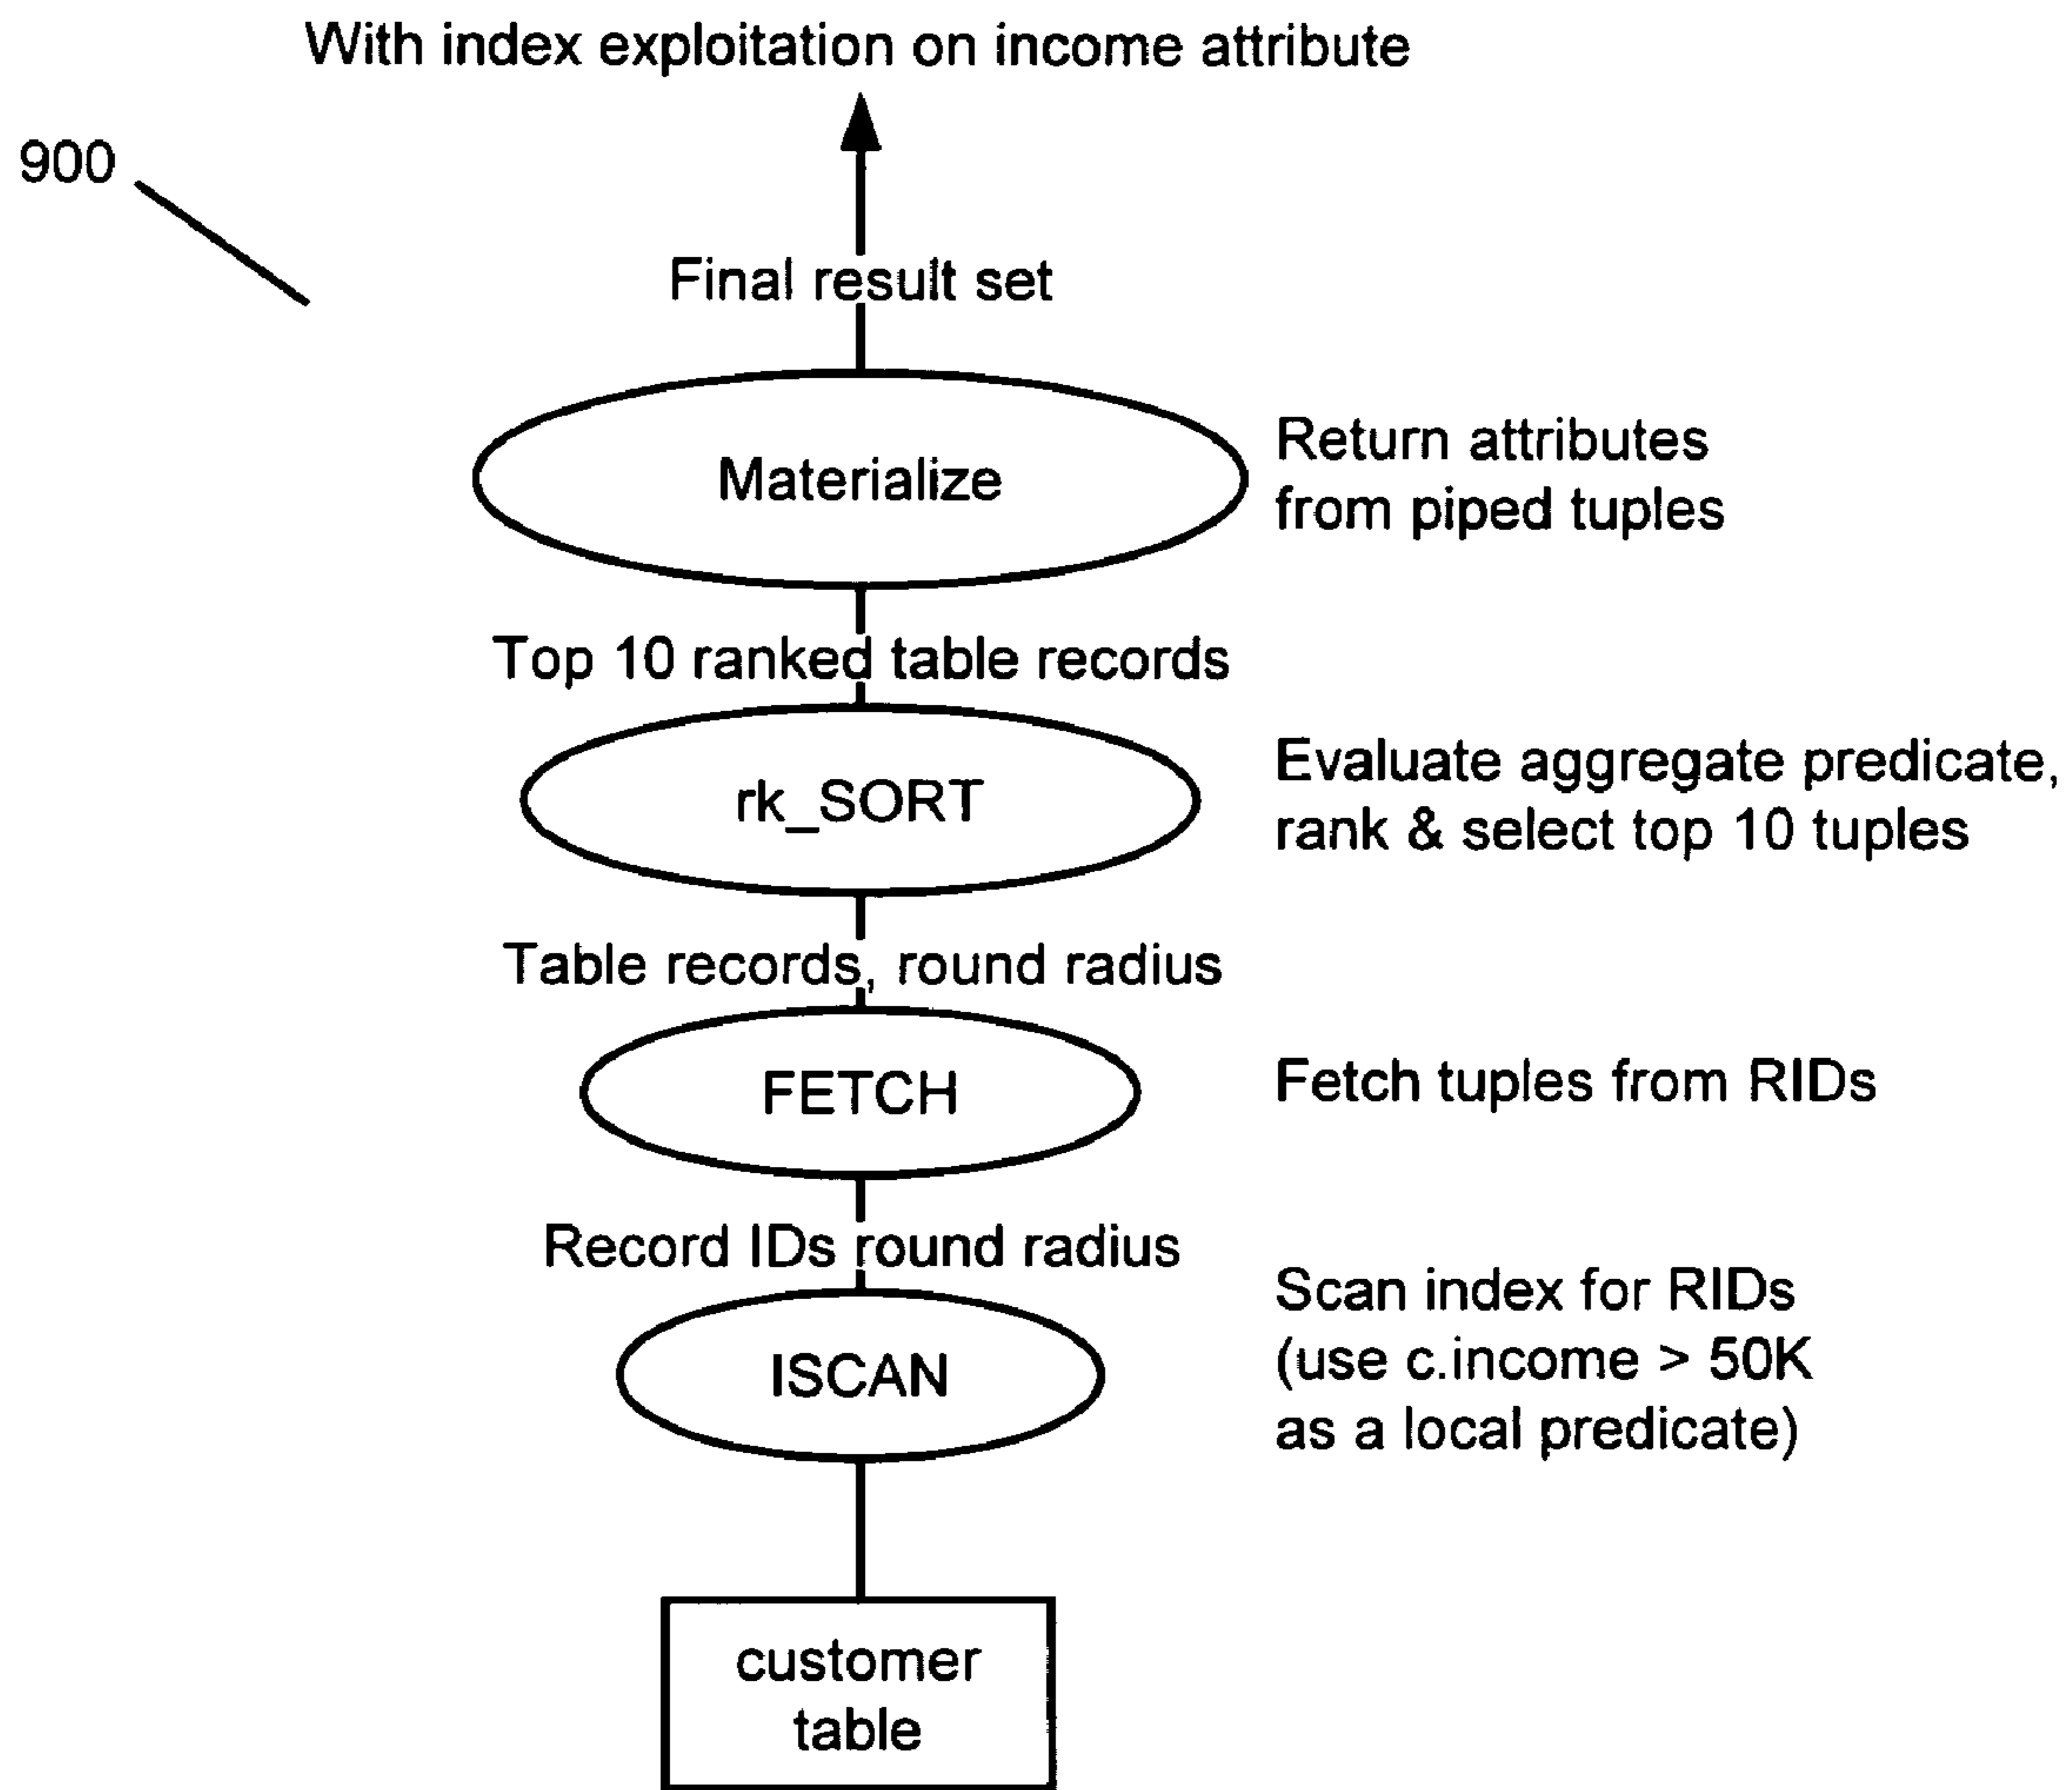 With index exploitation on income attribute
900
Final result set
Materialize
Return attributes
from piped tuples
Top 10 ranked table records
rk_SORT
Evaluate aggregate predicate,
rank & select top 10 tuples
Table records, round radius
FETCH
Fetch tuples from RIDs
Record IDs round radius
ISCAN
Scan index for RIDs
(use c.income > 50K
as a local predicate)
customer
table